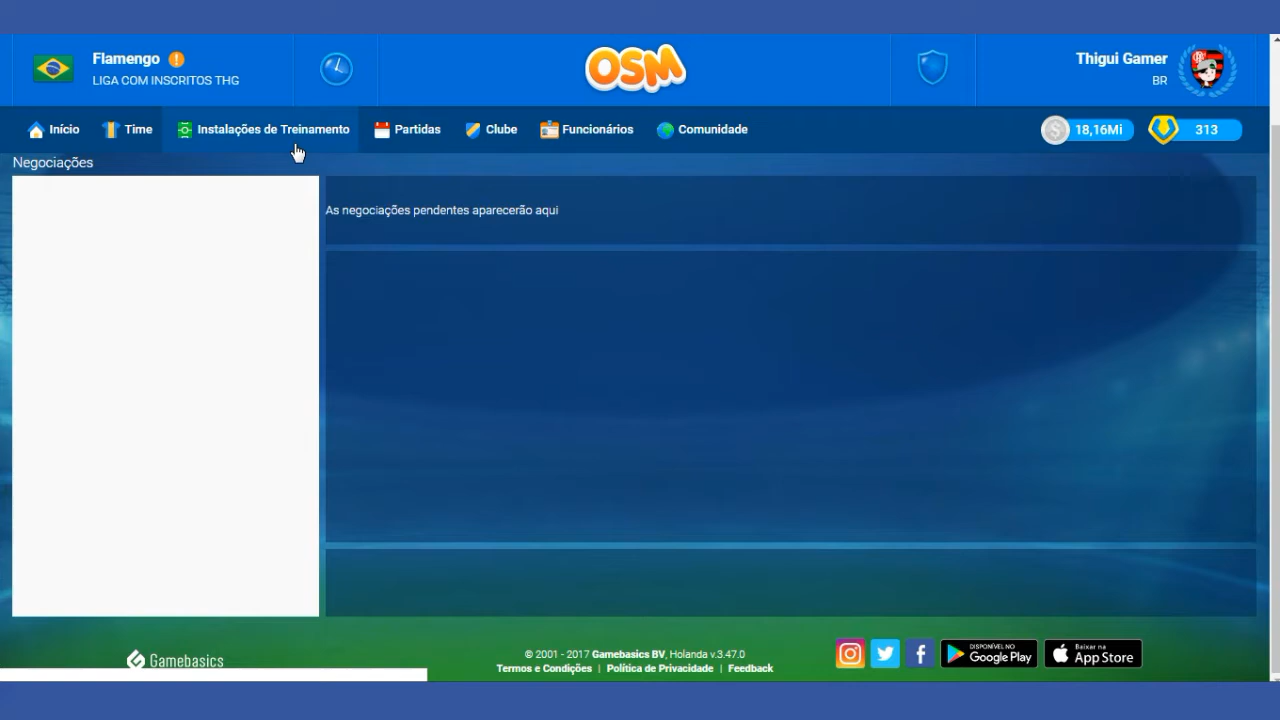 Flamengo
LIGA COM INSCRITOS THG
OSM
Thigui Gamer
BR
Início
Time
Instalações de Treinamento
Partidas
Clube
Funcionários
Comunidade
18,16Mi
313
Negociações
As negociações pendentes aparecerão aqui
Gamebasics
© 2001 - 2017 Gamebasics BV, Holanda v.3.47.0
Termos e Condições | Política de Privacidade | Feedback
DISPONÍVEL NO
Google Play
Baixar na
App Store